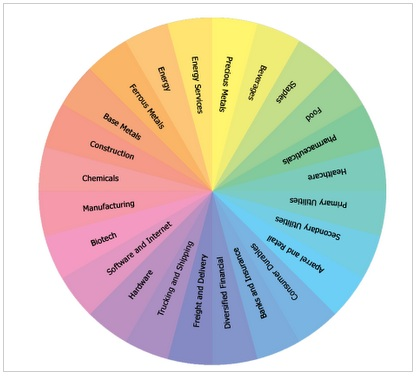 Precious Metals
Beverages
Staples
Food
Pharmaceuticals
Healthcare
Primary Utilities
Secondary Utilities
Aparrel and Retail
Consumer Durables
Banks and Insurance
Diversified Financial
Freight and Delivery
Trucking and Shipping
Hardware
Software and Internet
Biotech
Manufacturing
Chemicals
Construction
Base Metals
Ferrous Metals
Energy
Energy Services